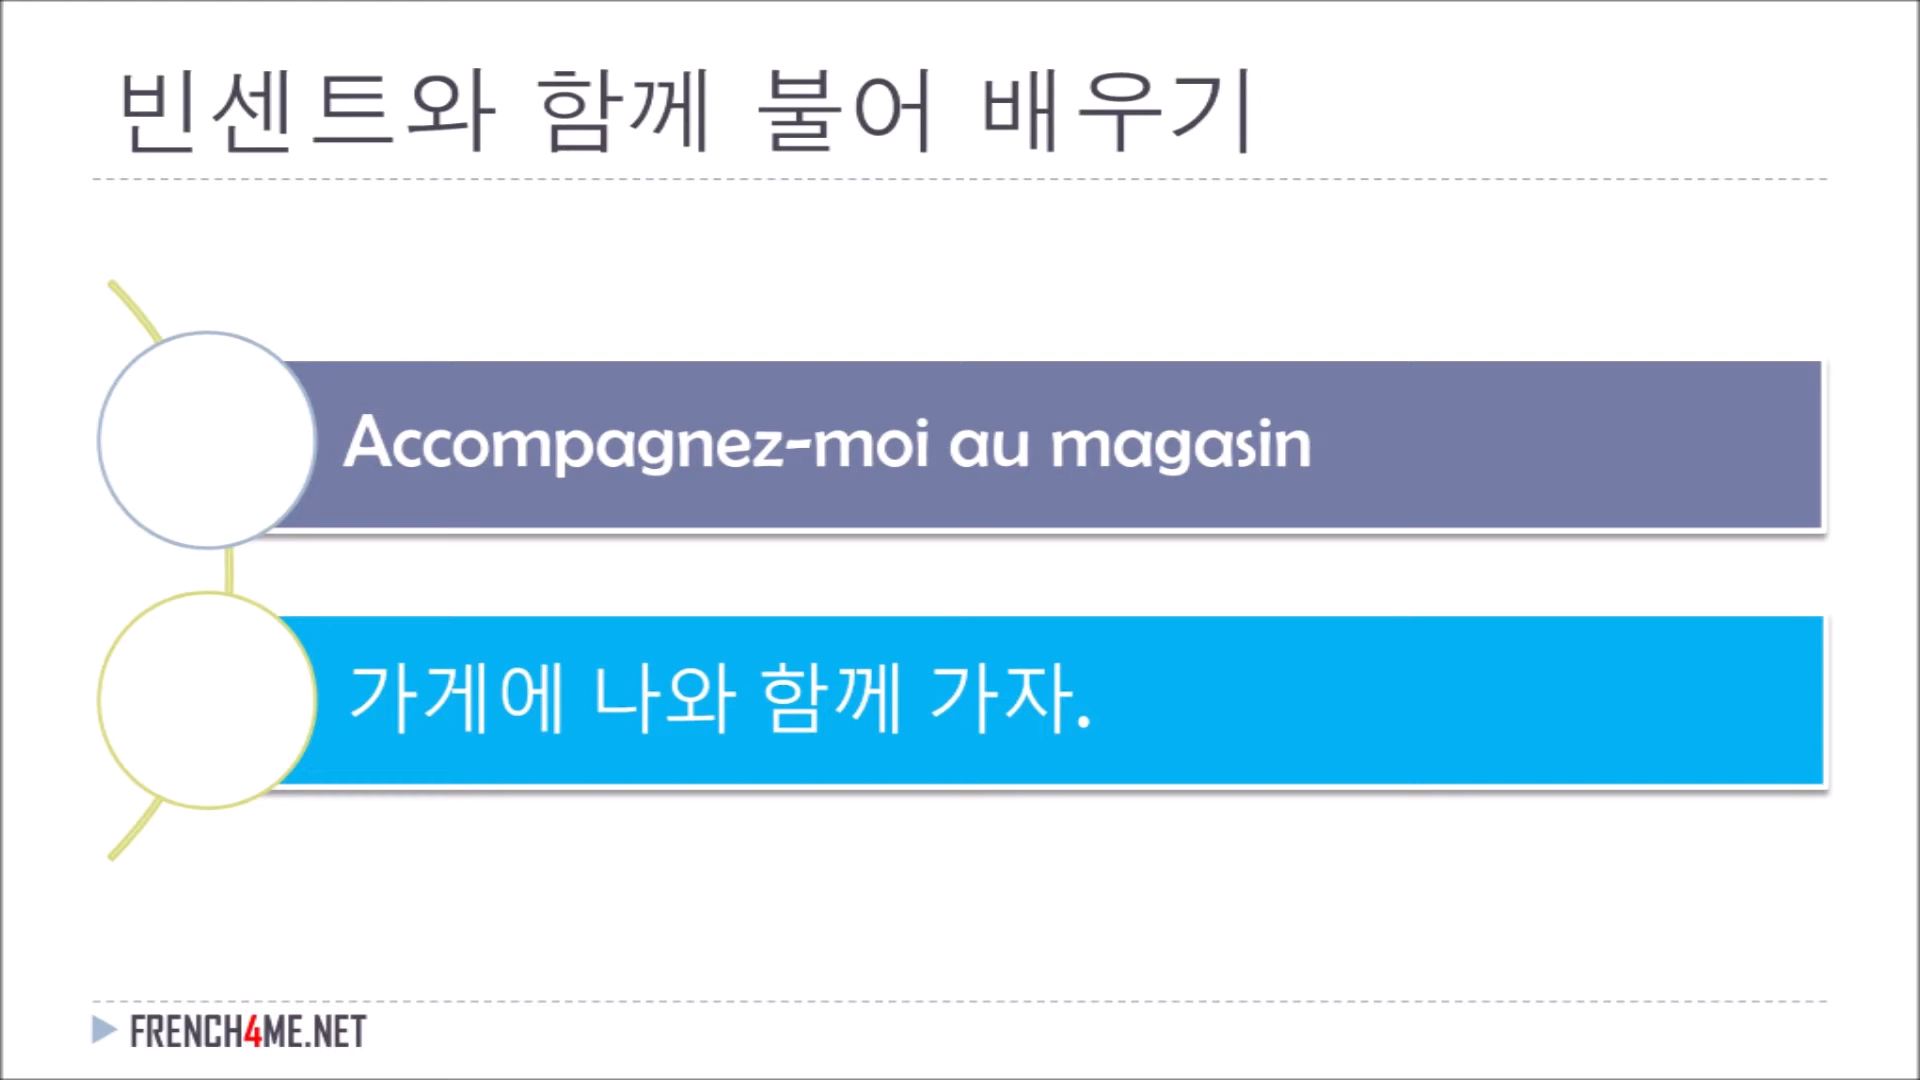 빈센트와 함께 불어 배우기
Accompagnez-moi au magasin
가게에 나와 함께 가자.
FRENCH4ME.NET